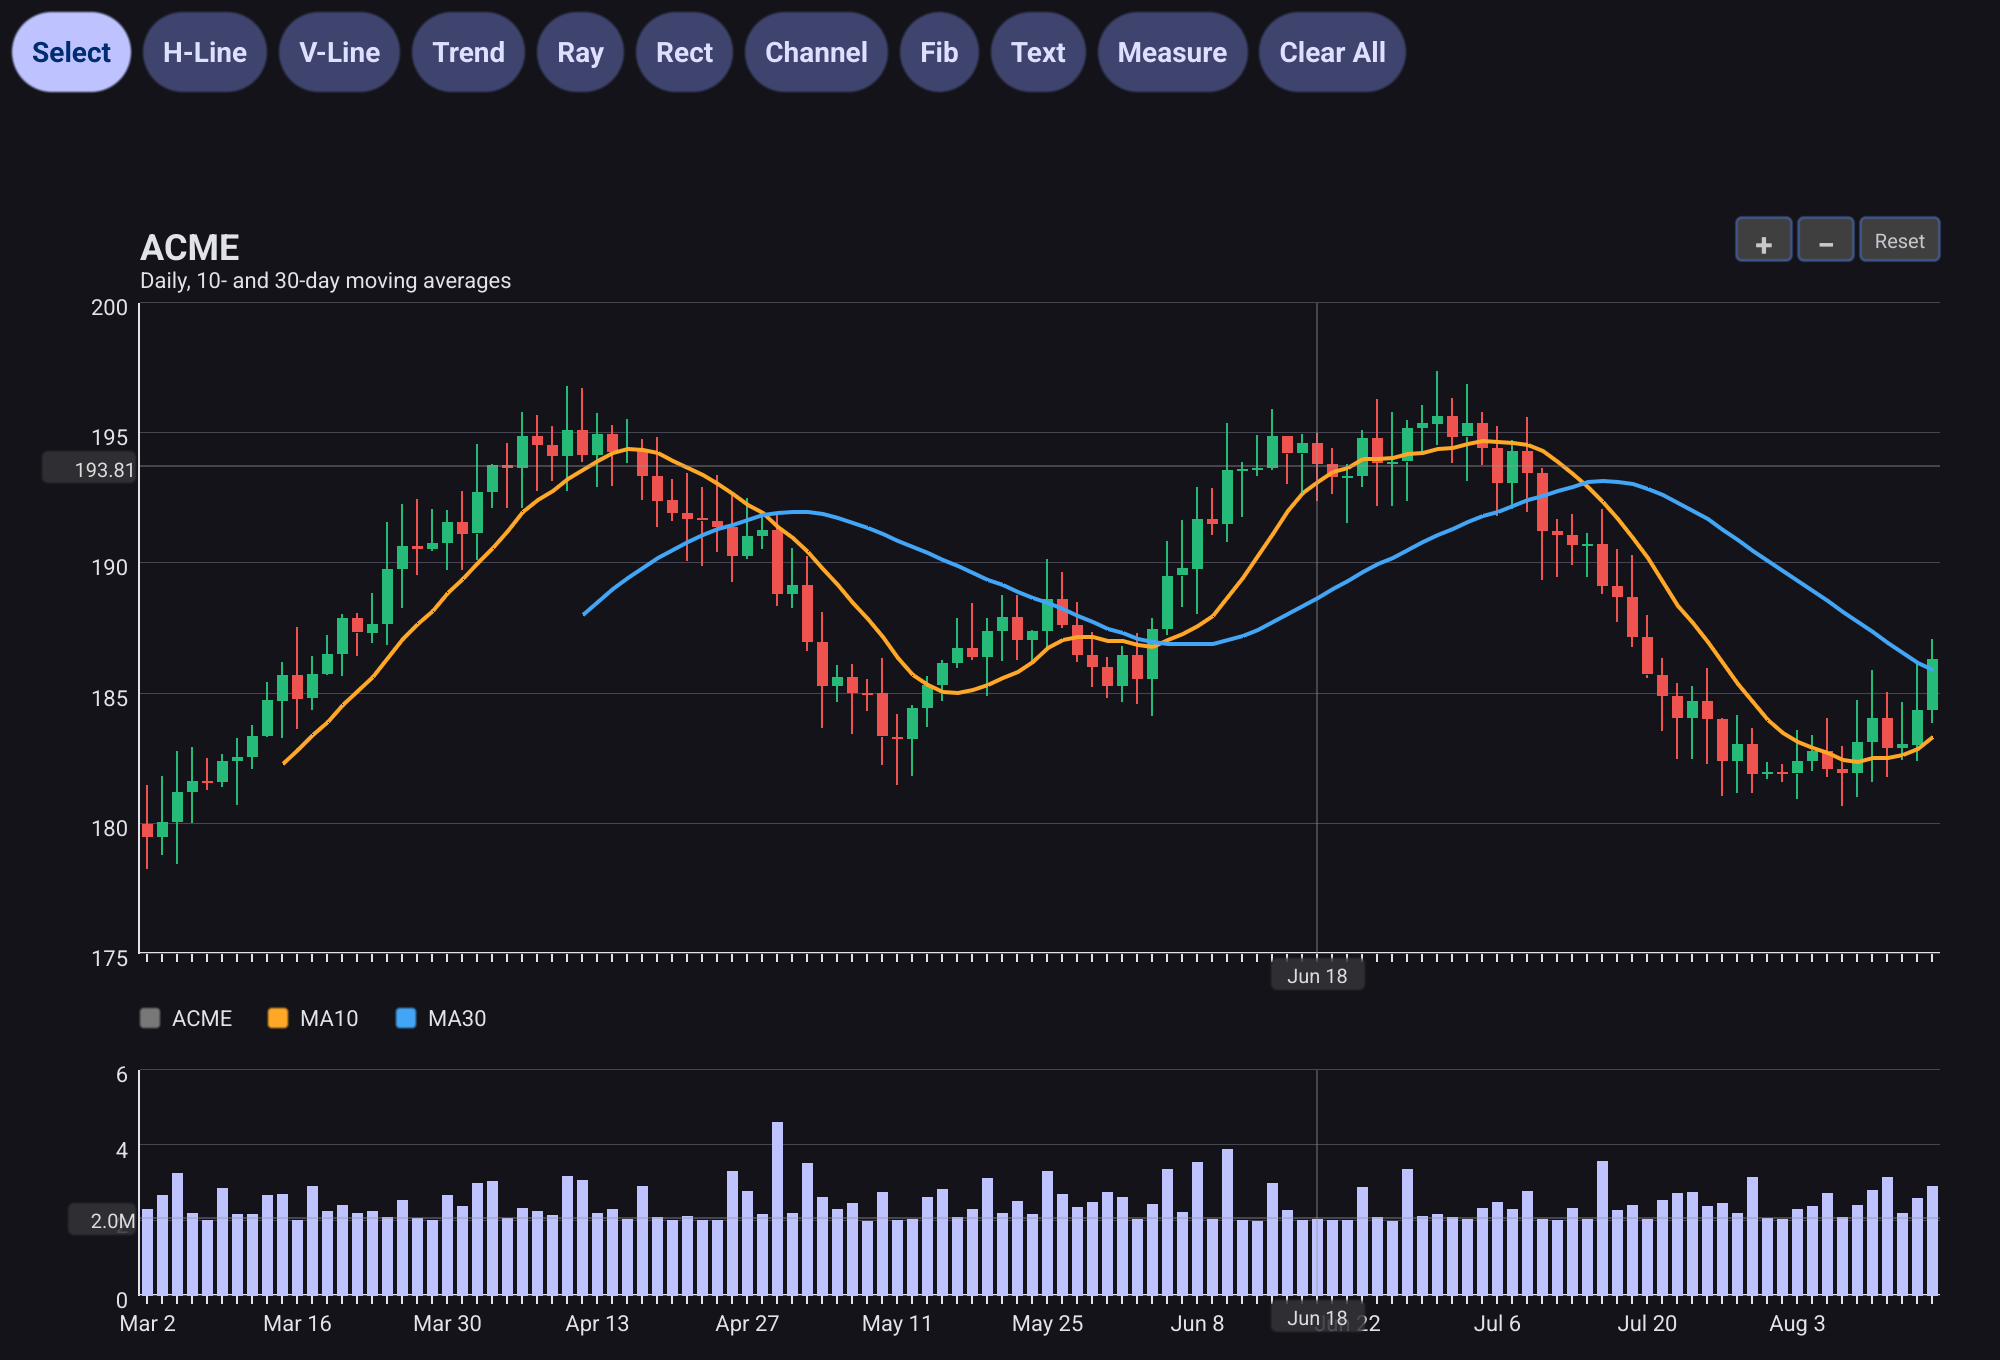 Select H-Line V-Line Trend Ray Rect Channel Fib Text Measure Clear All
ACME
Daily, 10- and 30-day moving averages
+ − Reset
200
195
193.81
190
185
180
175
Jun 18
ACME MA10 MA30
6
4
2.0M
0
Mar 2 Mar 16 Mar 30 Apr 13 Apr 27 May 11 May 25 Jun 8 Jun 18 22 Jul 6 Jul 20 Aug 3